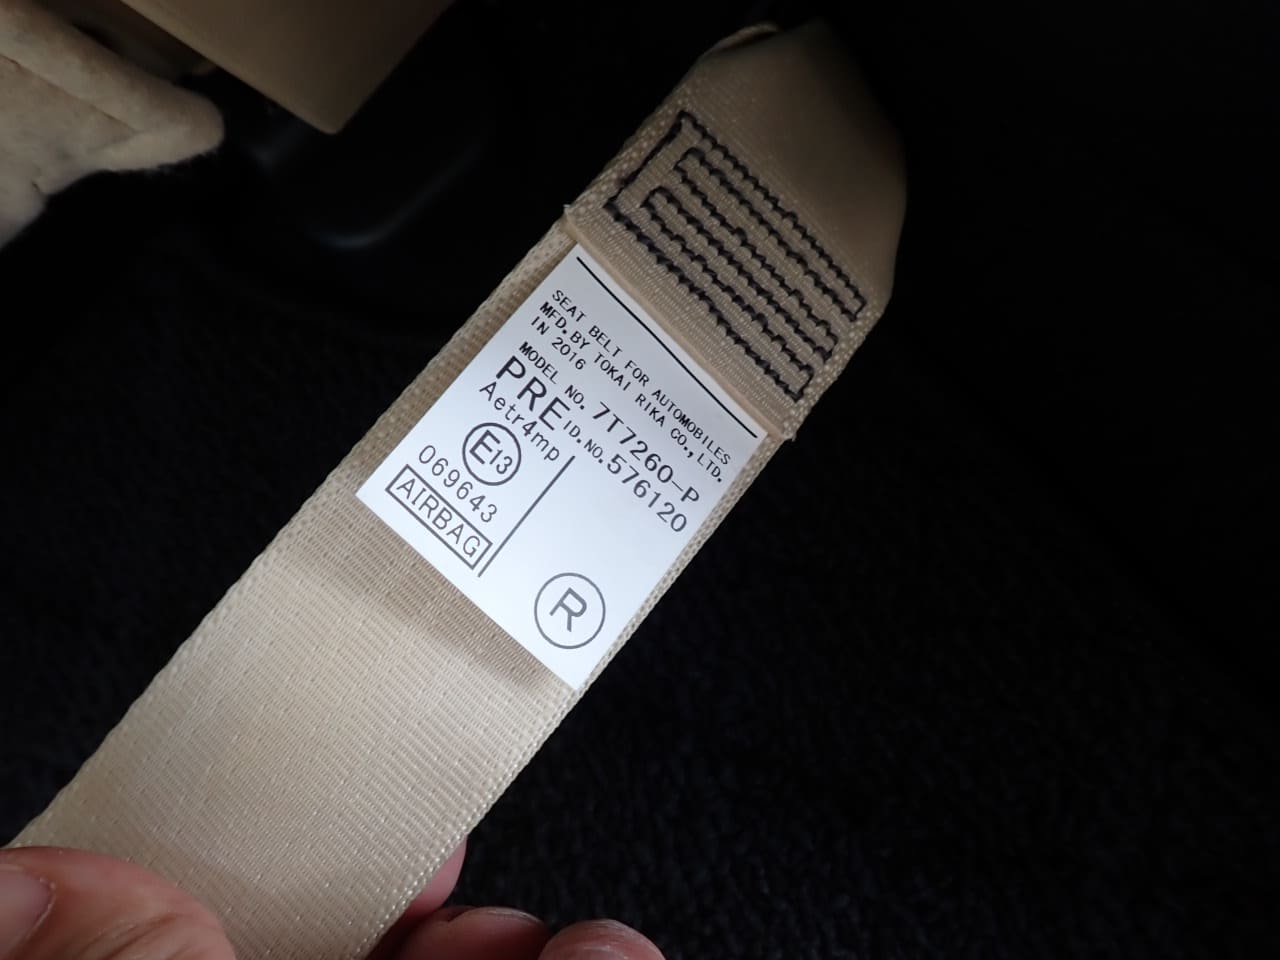 SEAT BELT FOR AUTOMOBILES
MFD.BY TOKAI RIKA CO.,LTD.
IN 2016
MODEL NO. 7T7260-P
PRE ID.NO.576120
Aetr4mp
E13
069643
AIRBAG
R